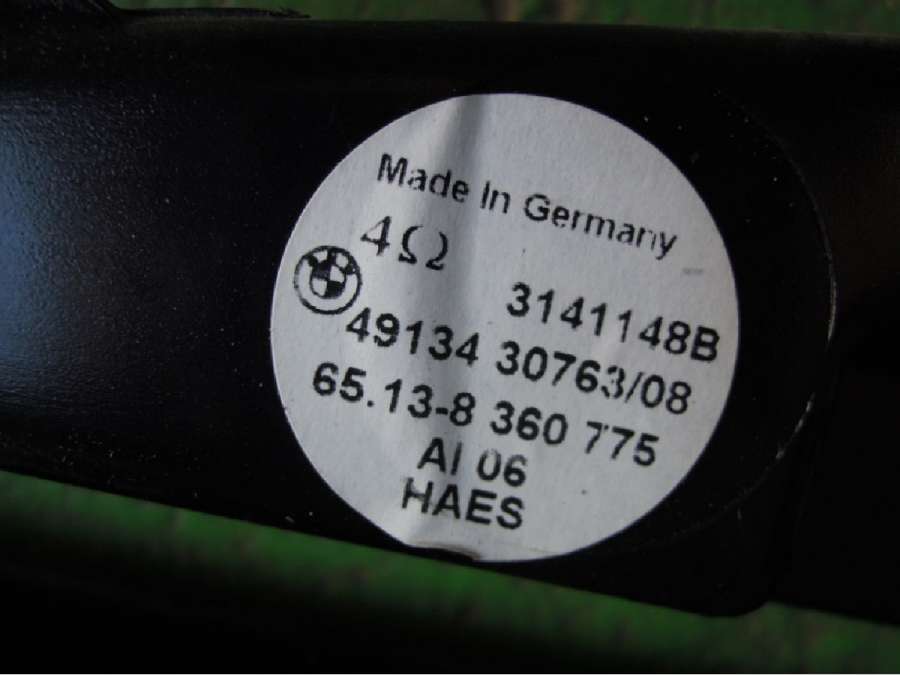 Made In Germany
4Ω
3141148B
49134 30763/08
65.13-8 360 775
AI 06
HAES